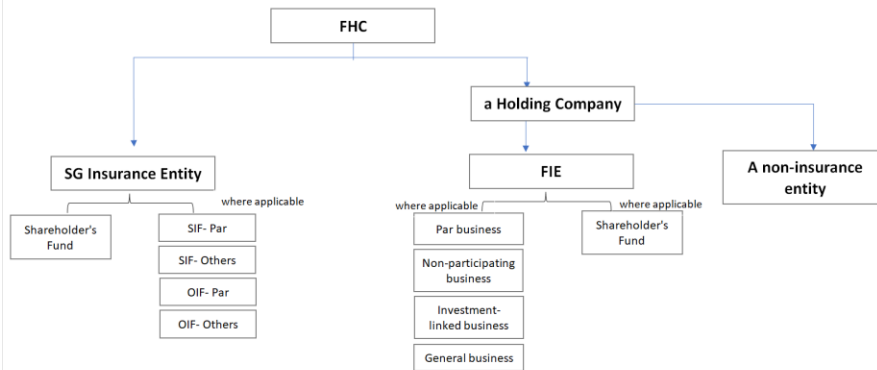 FHC
a Holding Company
SG Insurance Entity
FIE
A non-insurance
entity
where applicable
where applicable
where applicable
Shareholder's
Fund
SIF- Par
SIF- Others
OIF- Par
OIF- Others
Par business
Non-participating
business
Investment-
linked business
General business
Shareholder's
Fund